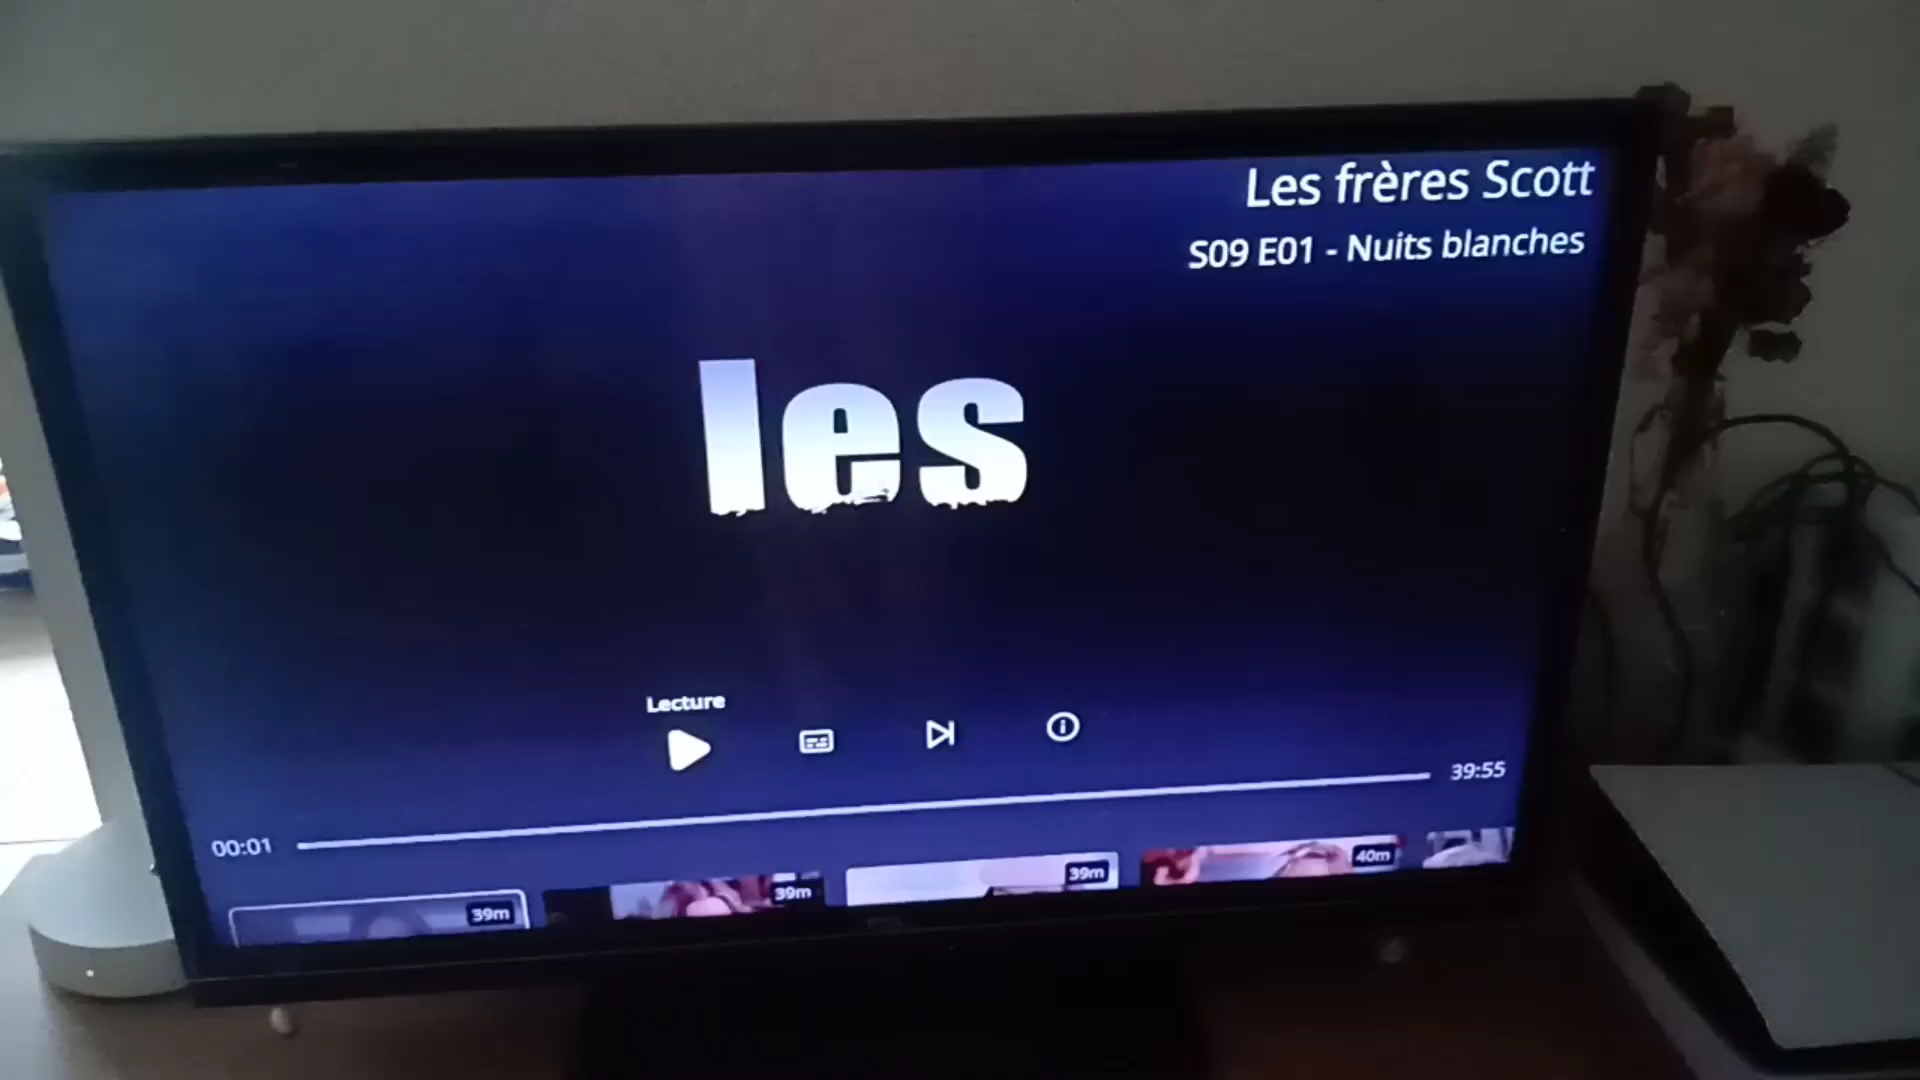 Les frères Scott
S09 E01 - Nuits blanches
les
Lecture
00:01
39:55
39m
39m
39m
40m